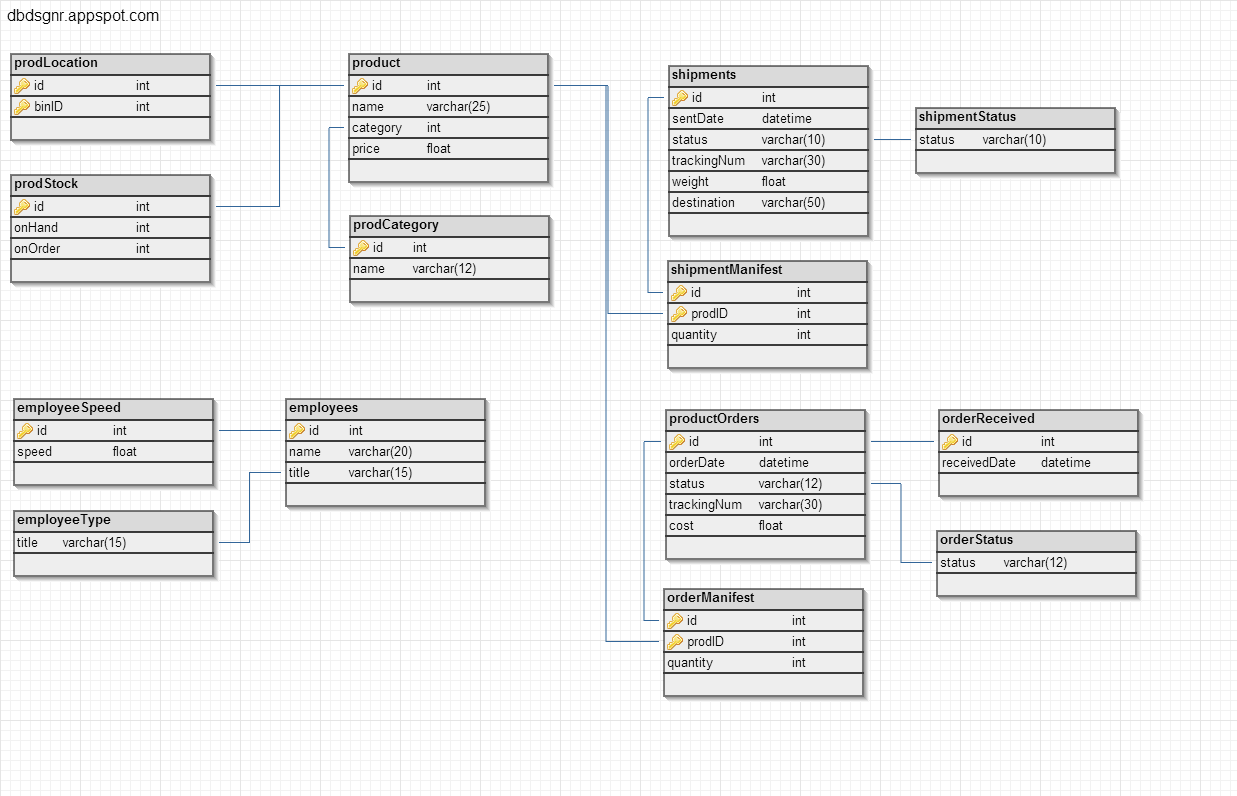 dbdsgnr.appspot.com
prodLocation
id int
binID int
prodStock
id int
onHand int
onOrder int
product
id int
name varchar(25)
category int
price float
prodCategory
id int
name varchar(12)
shipments
id int
sentDate datetime
status varchar(10)
trackingNum varchar(30)
weight float
destination varchar(50)
shipmentStatus
status varchar(10)
shipmentManifest
id int
prodID int
quantity int
employeeSpeed
id int
speed float
employeeType
title varchar(15)
employees
id int
name varchar(20)
title varchar(15)
productOrders
id int
orderDate datetime
status varchar(12)
trackingNum varchar(30)
cost float
orderReceived
id int
receivedDate datetime
orderStatus
status varchar(12)
orderManifest
id int
prodID int
quantity int